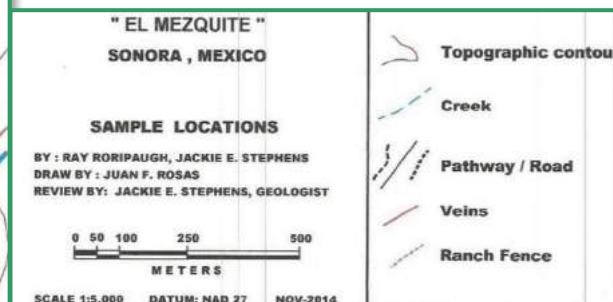 " EL MEZQUITE "
SONORA , MEXICO
SAMPLE LOCATIONS
BY : RAY RORIPAUGH, JACKIE E. STEPHENS
DRAW BY : JUAN F. ROSAS
REVIEW BY: JACKIE E. STEPHENS, GEOLOGIST
0 50 100 250 500
METERS
SCALE 1:5,000 DATUM: NAD 27 NOV-2014
Topographic contou
Creek
Pathway / Road
Veins
Ranch Fence